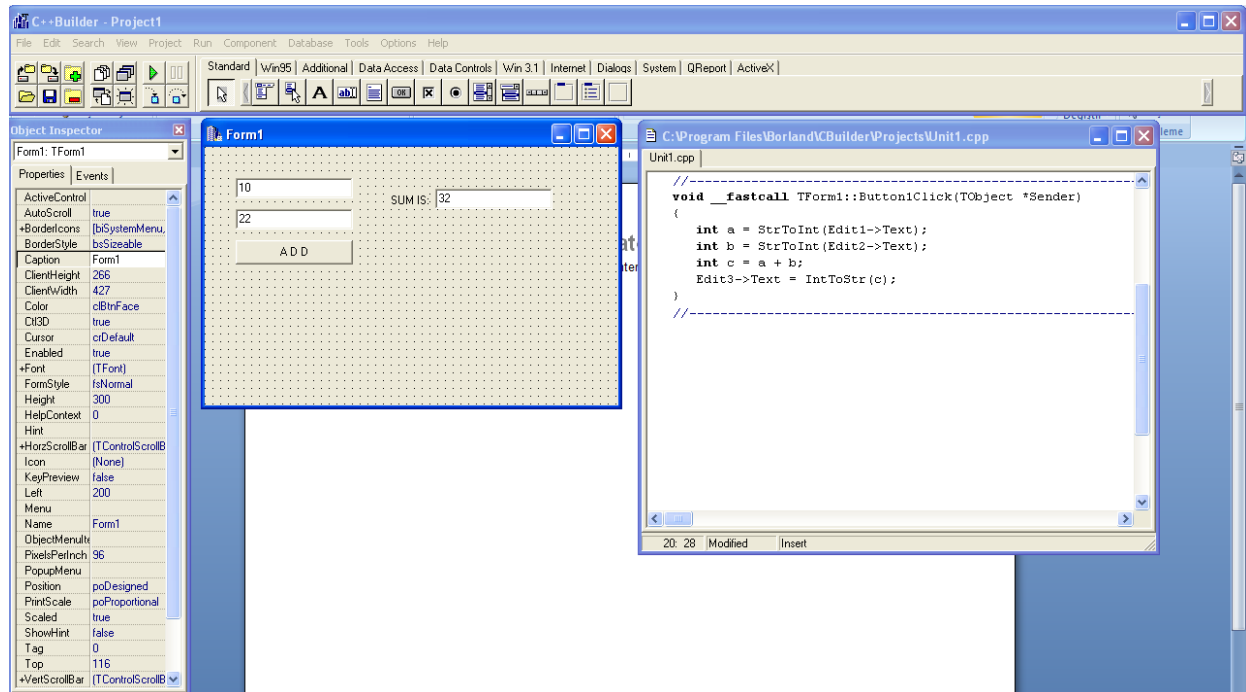 C++Builder - Project1
File Edit Search View Project Run Component Database Tools Options Help
Standard Win95 Additional Data Access Data Controls Win 3.1 Internet Dialogs System QReport ActiveX
A ab OK
Object Inspector
Form1: TForm1
Properties Events
ActiveControl
AutoScroll true
+BorderIcons [biSystemMenu,
BorderStyle bsSizeable
Caption Form1
ClientHeight 266
ClientWidth 427
Color clBtnFace
Ctl3D true
Cursor crDefault
Enabled true
+Font (TFont)
FormStyle fsNormal
Height 300
HelpContext 0
Hint
+HorzScrollBar (TControlScrollB
Icon (None)
KeyPreview false
Left 200
Menu
Name Form1
ObjectMenuIte
PixelsPerInch 96
PopupMenu
Position poDesigned
PrintScale poProportional
Scaled true
ShowHint false
Tag 0
Top 116
+VertScrollBar (TControlScrollB
Form1
10
22
A D D
SUM IS: 32
C:\Program Files\Borland\CBuilder\Projects\Unit1.cpp
Unit1.cpp
//---------------------------------------------------------
void __fastcall TForm1::Button1Click(TObject *Sender)
{
int a = StrToInt(Edit1->Text);
int b = StrToInt(Edit2->Text);
int c = a + b;
Edit3->Text = IntToStr(c);
}
//---------------------------------------------------------
20: 28 Modified Insert